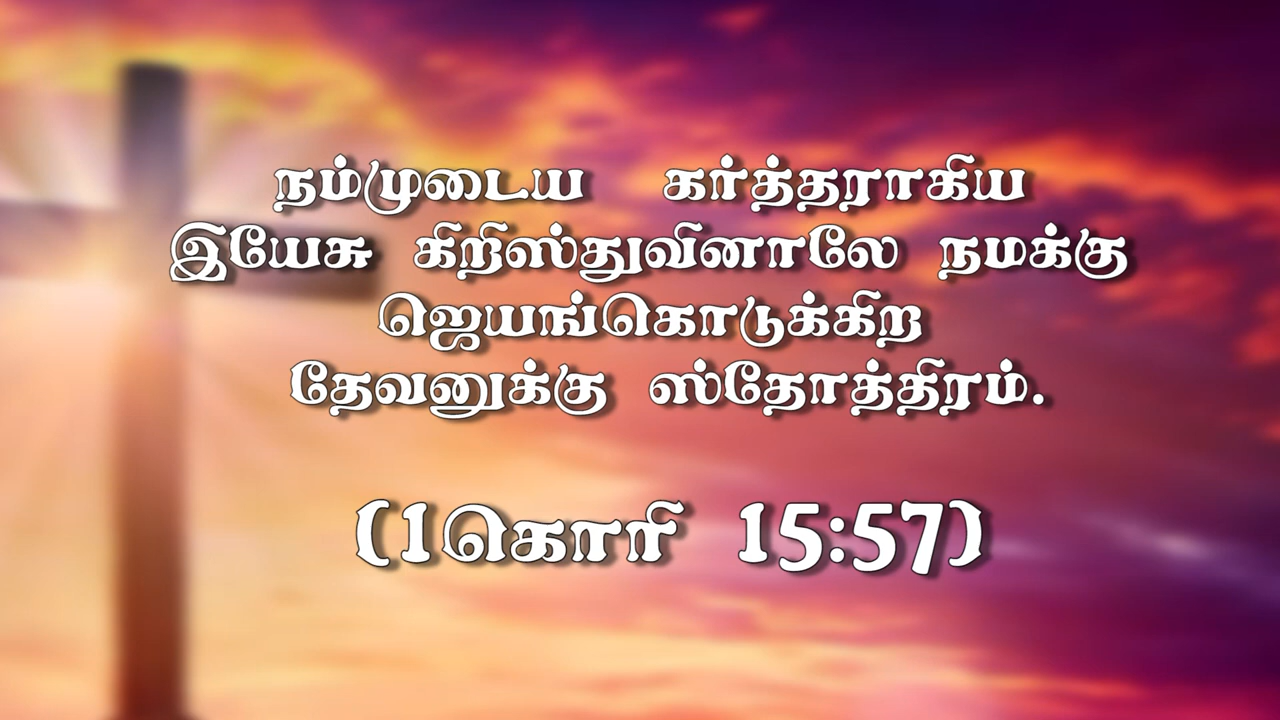 நம்முடைய கர்த்தராகிய
இயேசு கிறிஸ்துவினாலே நமக்கு
ஜெயங்கொடுக்கிற
தேவனுக்கு ஸ்தோத்திரம்.
(1கொரி 15:57)